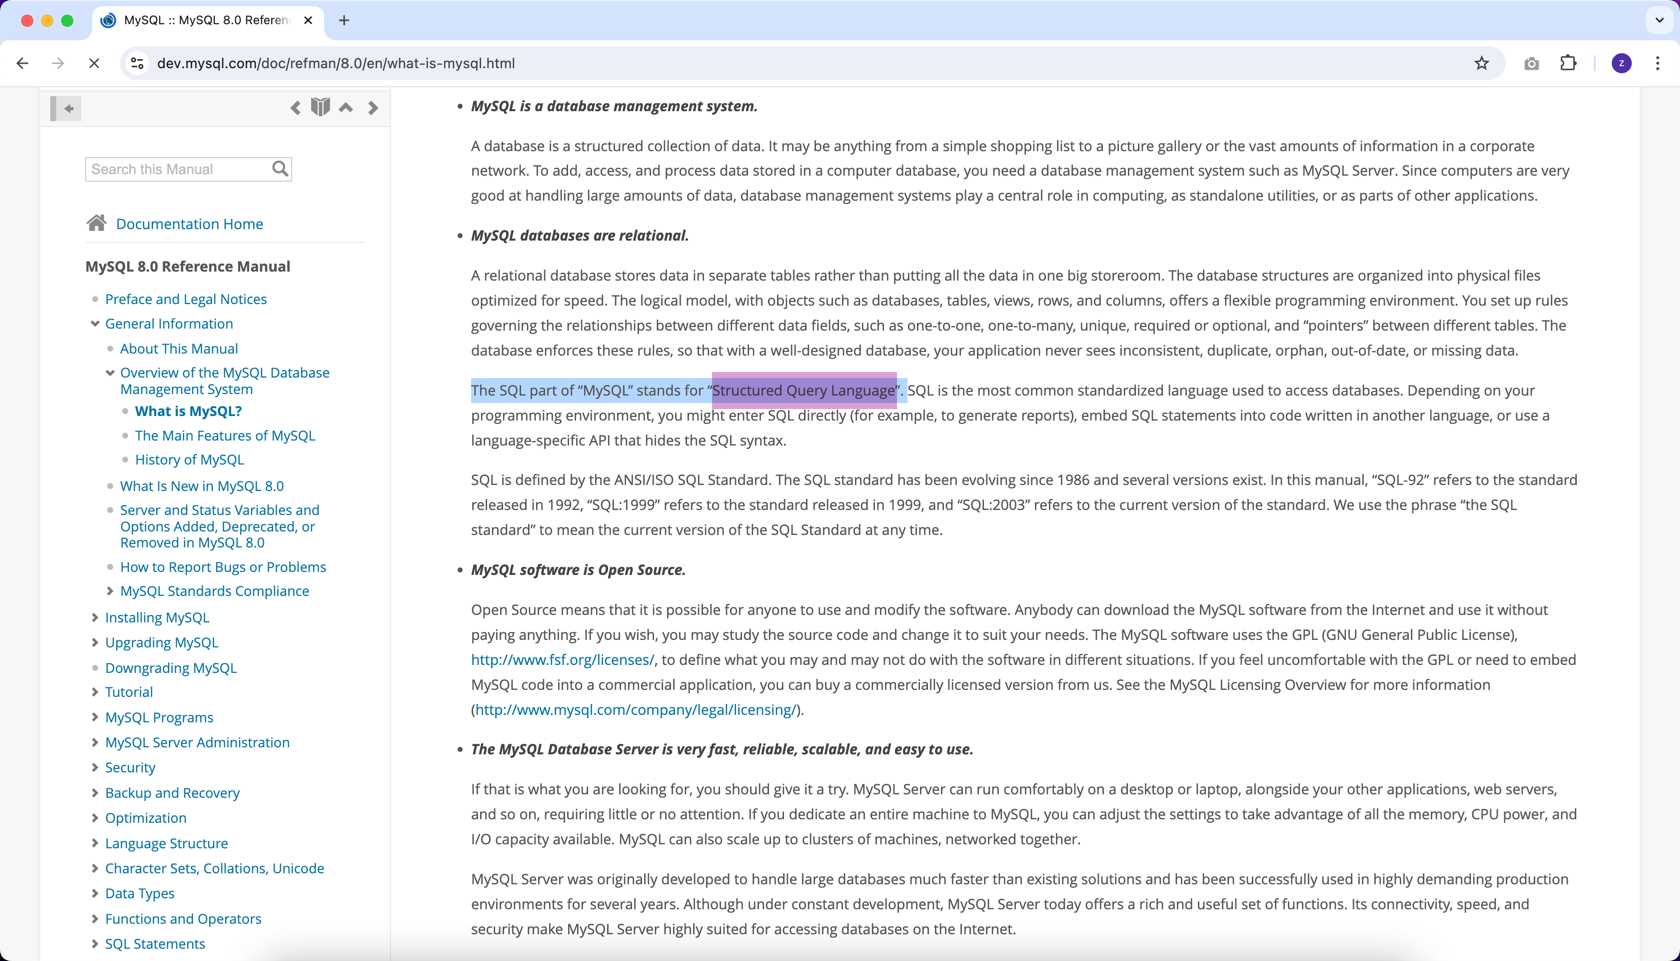 MySQL :: MySQL 8.0 Referen
dev.mysql.com/doc/refman/8.0/en/what-is-mysql.html
z
Search this Manual
Documentation Home
MySQL 8.0 Reference Manual
Preface and Legal Notices
General Information
About This Manual
Overview of the MySQL Database
Management System
What is MySQL?
The Main Features of MySQL
History of MySQL
What Is New in MySQL 8.0
Server and Status Variables and
Options Added, Deprecated, or
Removed in MySQL 8.0
How to Report Bugs or Problems
MySQL Standards Compliance
Installing MySQL
Upgrading MySQL
Downgrading MySQL
Tutorial
MySQL Programs
MySQL Server Administration
Security
Backup and Recovery
Optimization
Language Structure
Character Sets, Collations, Unicode
Data Types
Functions and Operators
SQL Statements
• MySQL is a database management system.
A database is a structured collection of data. It may be anything from a simple shopping list to a picture gallery or the vast amounts of information in a corporate
network. To add, access, and process data stored in a computer database, you need a database management system such as MySQL Server. Since computers are very
good at handling large amounts of data, database management systems play a central role in computing, as standalone utilities, or as parts of other applications.
• MySQL databases are relational.
A relational database stores data in separate tables rather than putting all the data in one big storeroom. The database structures are organized into physical files
optimized for speed. The logical model, with objects such as databases, tables, views, rows, and columns, offers a flexible programming environment. You set up rules
governing the relationships between different data fields, such as one-to-one, one-to-many, unique, required or optional, and “pointers” between different tables. The
database enforces these rules, so that with a well-designed database, your application never sees inconsistent, duplicate, orphan, out-of-date, or missing data.
The SQL part of “MySQL” stands for “Structured Query Language”. SQL is the most common standardized language used to access databases. Depending on your
programming environment, you might enter SQL directly (for example, to generate reports), embed SQL statements into code written in another language, or use a
language-specific API that hides the SQL syntax.
SQL is defined by the ANSI/ISO SQL Standard. The SQL standard has been evolving since 1986 and several versions exist. In this manual, “SQL-92” refers to the standard
released in 1992, “SQL:1999” refers to the standard released in 1999, and “SQL:2003” refers to the current version of the standard. We use the phrase “the SQL
standard” to mean the current version of the SQL Standard at any time.
• MySQL software is Open Source.
Open Source means that it is possible for anyone to use and modify the software. Anybody can download the MySQL software from the Internet and use it without
paying anything. If you wish, you may study the source code and change it to suit your needs. The MySQL software uses the GPL (GNU General Public License),
http://www.fsf.org/licenses/, to define what you may and may not do with the software in different situations. If you feel uncomfortable with the GPL or need to embed
MySQL code into a commercial application, you can buy a commercially licensed version from us. See the MySQL Licensing Overview for more information
(http://www.mysql.com/company/legal/licensing/).
• The MySQL Database Server is very fast, reliable, scalable, and easy to use.
If that is what you are looking for, you should give it a try. MySQL Server can run comfortably on a desktop or laptop, alongside your other applications, web servers,
and so on, requiring little or no attention. If you dedicate an entire machine to MySQL, you can adjust the settings to take advantage of all the memory, CPU power, and
I/O capacity available. MySQL can also scale up to clusters of machines, networked together.
MySQL Server was originally developed to handle large databases much faster than existing solutions and has been successfully used in highly demanding production
environments for several years. Although under constant development, MySQL Server today offers a rich and useful set of functions. Its connectivity, speed, and
security make MySQL Server highly suited for accessing databases on the Internet.